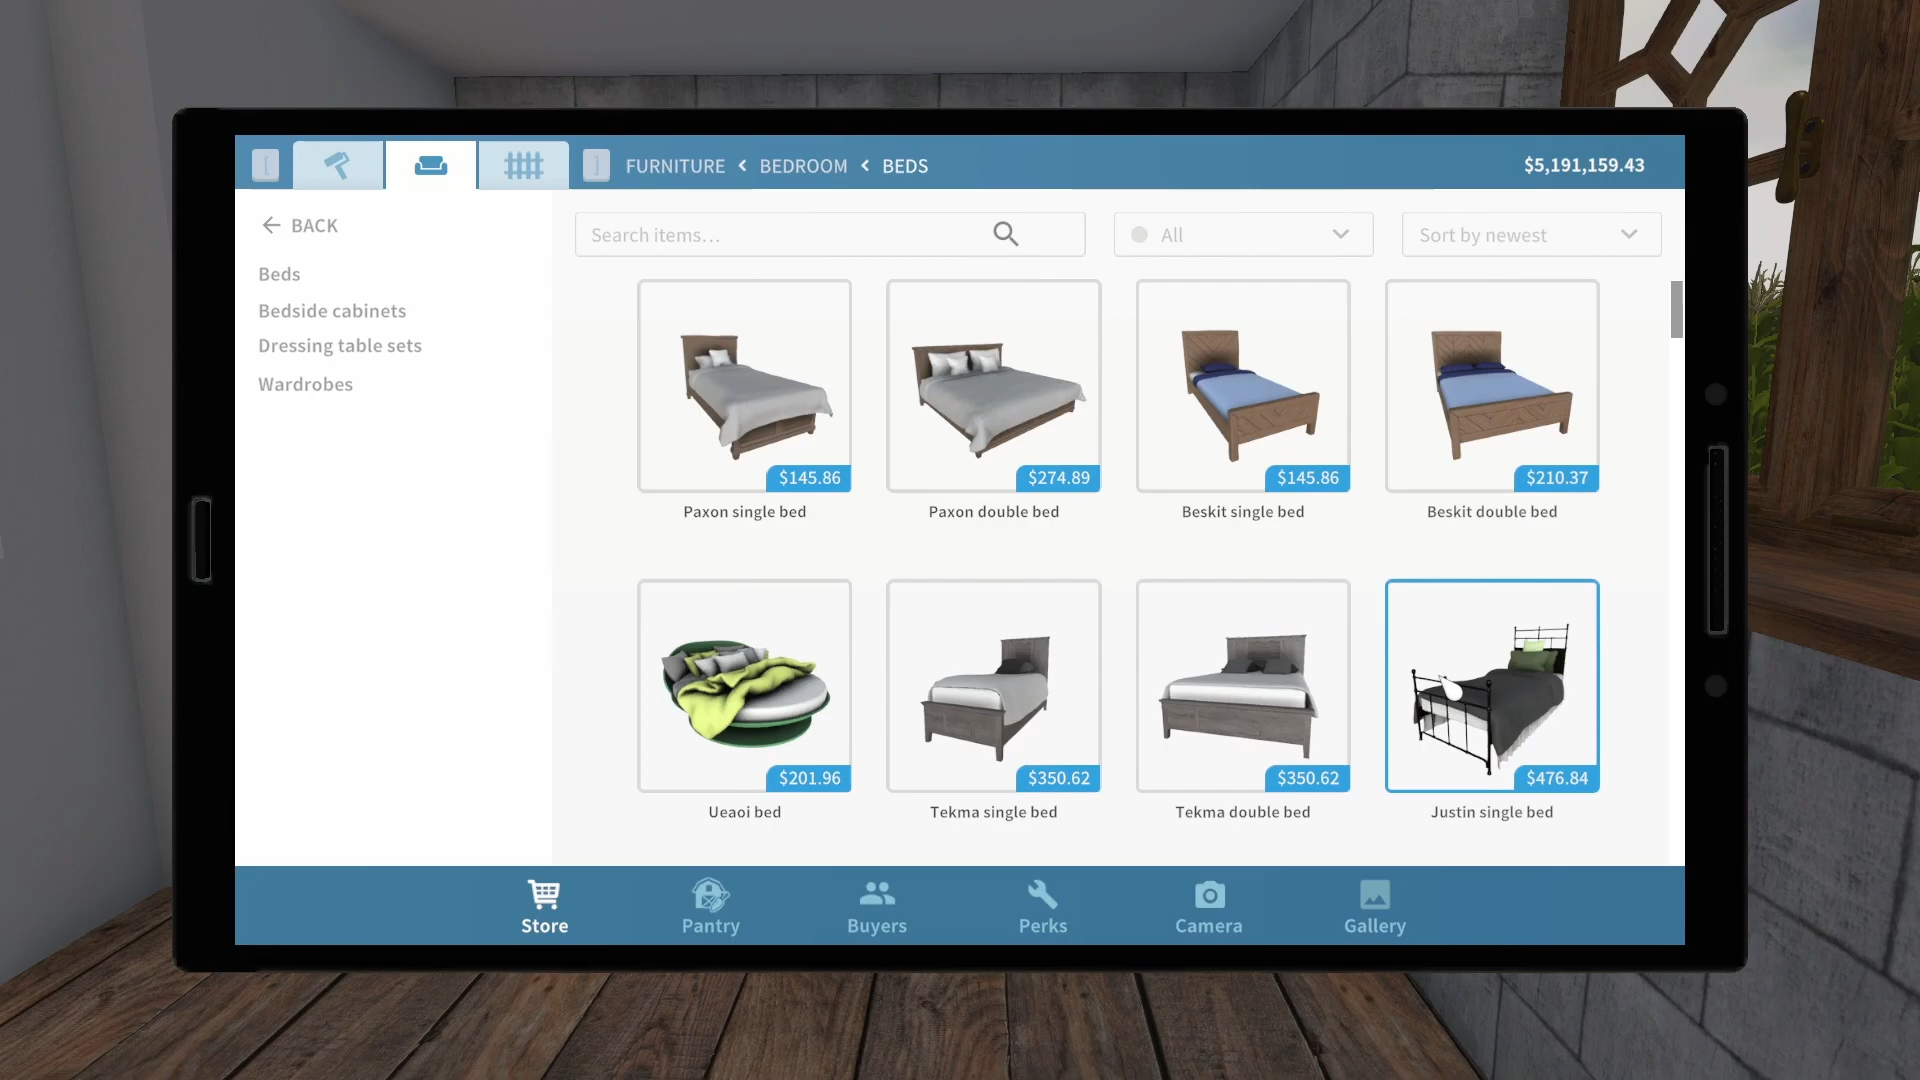 [
]
FURNITURE
BEDROOM
BEDS
$5,191,159.43
BACK
Beds
Bedside cabinets
Dressing table sets
Wardrobes
Search items...
All
Sort by newest
$145.86
$274.89
$145.86
$210.37
Paxon single bed
Paxon double bed
Beskit single bed
Beskit double bed
$201.96
$350.62
$350.62
$476.84
Ueaoi bed
Tekma single bed
Tekma double bed
Justin single bed
Store
Pantry
Buyers
Perks
Camera
Gallery